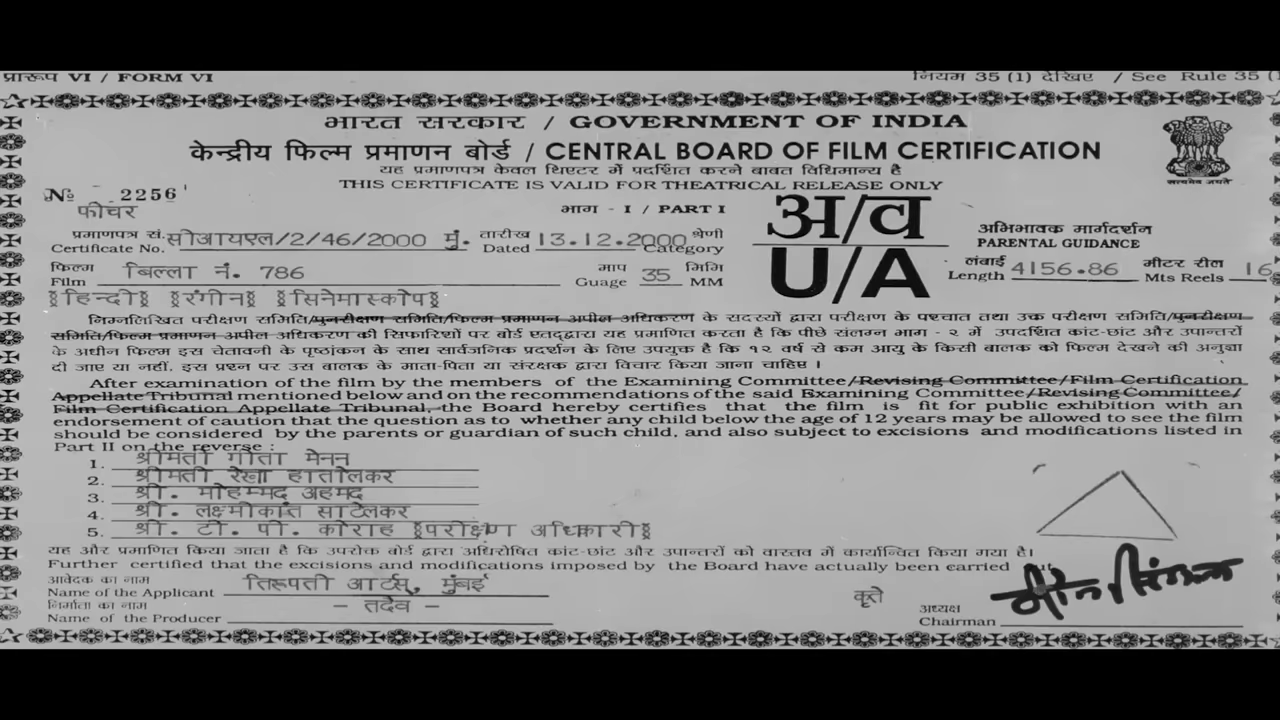 प्रारूप VI / FORM VI
नियम 35 (1) देखिए / See Rule 35 (1
भारत सरकार / GOVERNMENT OF INDIA
केन्द्रीय फिल्म प्रमाणन बोर्ड / CENTRAL BOARD OF FILM CERTIFICATION
यह प्रमाणपत्र केवल थिएटर में प्रदर्शित करने बाबत विधिमान्य है
THIS CERTIFICATE IS VALID FOR THEATRICAL RELEASE ONLY
सत्यमेव जयते
No 2256
फीचर
भाग - I / PART I
अ/व
U/A
अभिभावक मार्गदर्शन
PARENTAL GUIDANCE
प्रमाणपत्र सं. सीआयएल/2/46/2000 मुं. तारीख 13.12.2000 श्रेणी
Certificate No. Dated Category
फिल्म बिल्ला नं. 786 माप 35 मिमि
Film Guage MM
लंबाई 4156.86 मीटर रील 16
Length Mts Reels
हिन्दी रंगीन सिनेमास्कोप
निम्नलिखित परीक्षण समिति/पुनरीक्षण समिति/फिल्म प्रमाणन अपील अधिकरण के सदस्यों द्वारा परीक्षण के पश्चात तथा उक्त परीक्षण समिति/पुनरीक्षण
समिति/फिल्म प्रमाणन अपील अधिकरण की सिफारिशों पर बोर्ड एतद्द्वारा यह प्रमाणित करता है कि पीछे संलग्न भाग - २ में उपदर्शित कांट-छांट और उपान्तरों
के अधीन फिल्म इस चेतावनी के पृष्ठांकन के साथ सार्वजनिक प्रदर्शन के लिए उपयुक्त है कि १२ वर्ष से कम आयु के किसी बालक को फिल्म देखने की अनुज्ञा
दी जाए या नहीं. इस प्रश्न पर उस बालक के माता-पिता या संरक्षक द्वारा विचार किया जाना चाहिए ।
After examination of the film by the members of the Examining Committee/Revising Committee/Film Certification
Appellate Tribunal mentioned below and on the recommendations of the said Examining Committee/Revising Committee/
Film Certification Appellate Tribunal, the Board hereby certifies that the film is fit for public exhibition with an
endorsement of caution that the question as to whether any child below the age of 12 years may be allowed to see the film
should be considered by the parents or guardian of such child, and also subject to excisions and modifications listed in
Part II on the reverse :
1. श्रीमती गीता मेनन
2. श्रीमती रेखा हातोलकर
3. श्री. मोहम्मद अहमद
4. श्री. लक्ष्मीकांत साटेलकर
5. श्री. टी. पी. कोराह परीक्षण अधिकारी
यह और प्रमाणित किया जाता है कि उपरोक्त बोर्ड द्वारा अधिरोपित कांट-छांट और उपान्तरों को वास्तव में कार्यान्वित किया गया है।
Further certified that the excisions and modifications imposed by the Board have actually been carried out.
आवेदक का नाम तिरूपती आर्टस्, मुंबई
Name of the Applicant
निर्माता का नाम - तदैव -
Name of the Producer
कृते
अध्यक्ष
Chairman